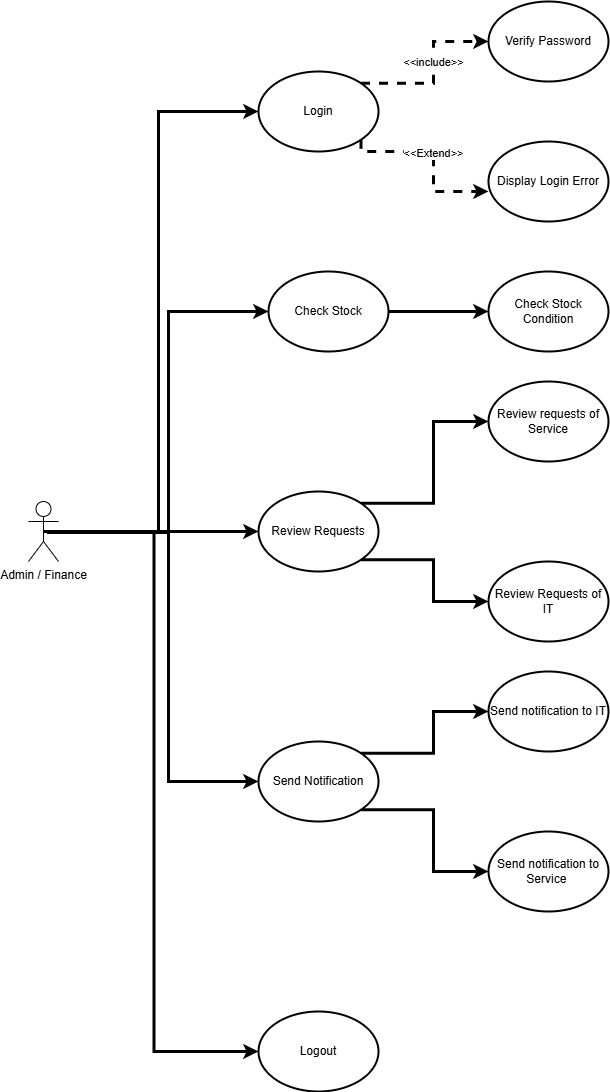 Verify Password
<<include>>
Login
<<Extend>>
Display Login Error
Check Stock
Check Stock
Condition
Review requests of
Service
Review Requests
Admin / Finance
Review Requests of
IT
Send notification to IT
Send Notification
Send notification to
Service
Logout